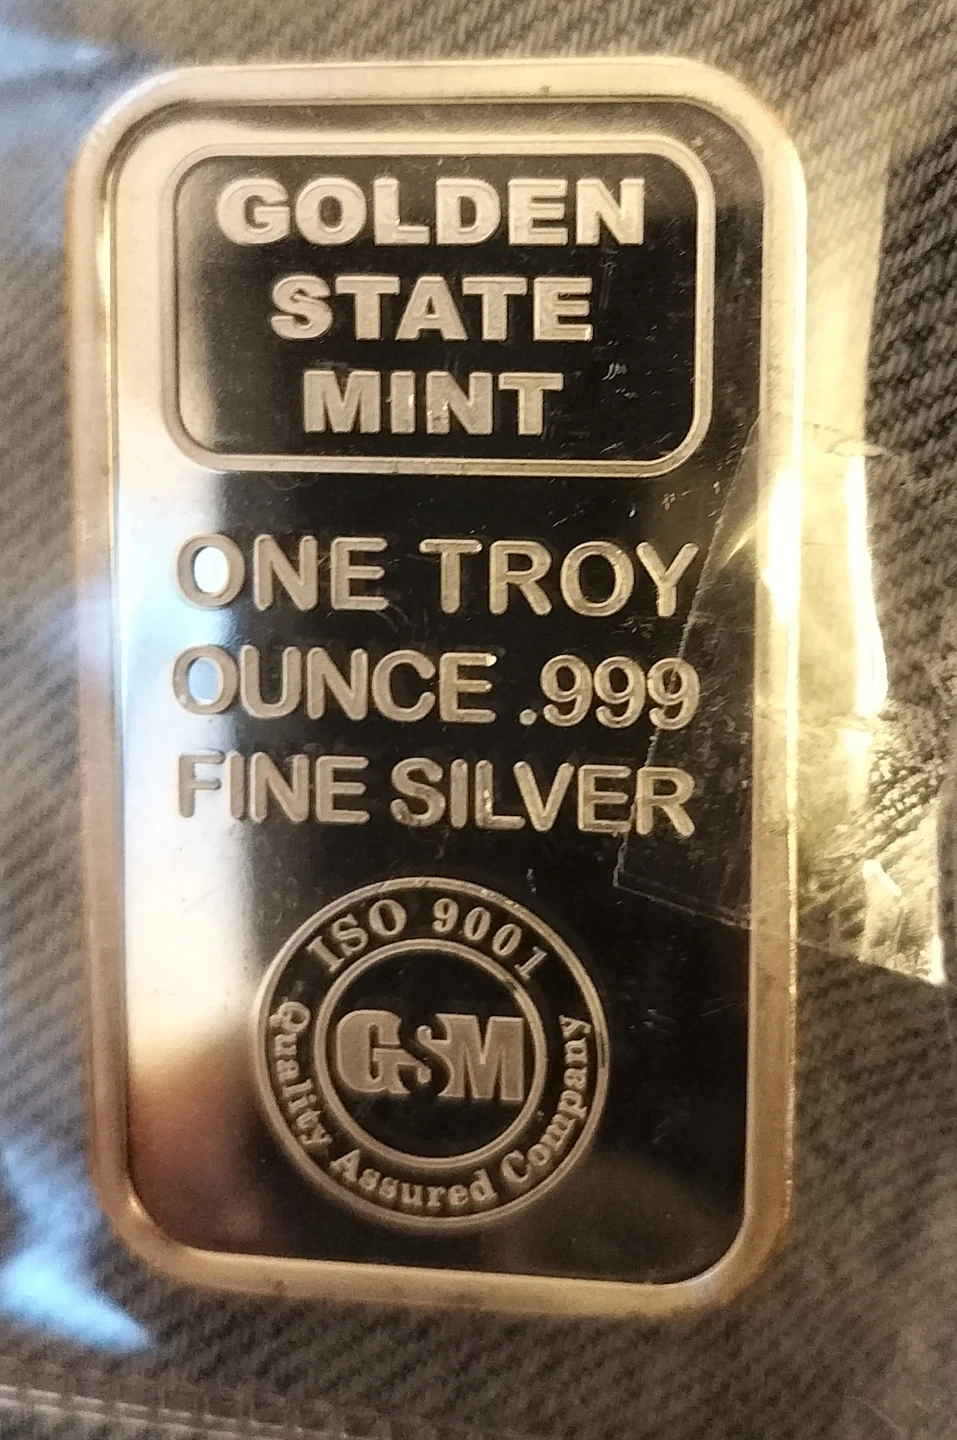 GOLDEN
STATE
MINT
ONE TROY
OUNCE .999
FINE SILVER
ISO 9001
GSM
Quality Assured Company